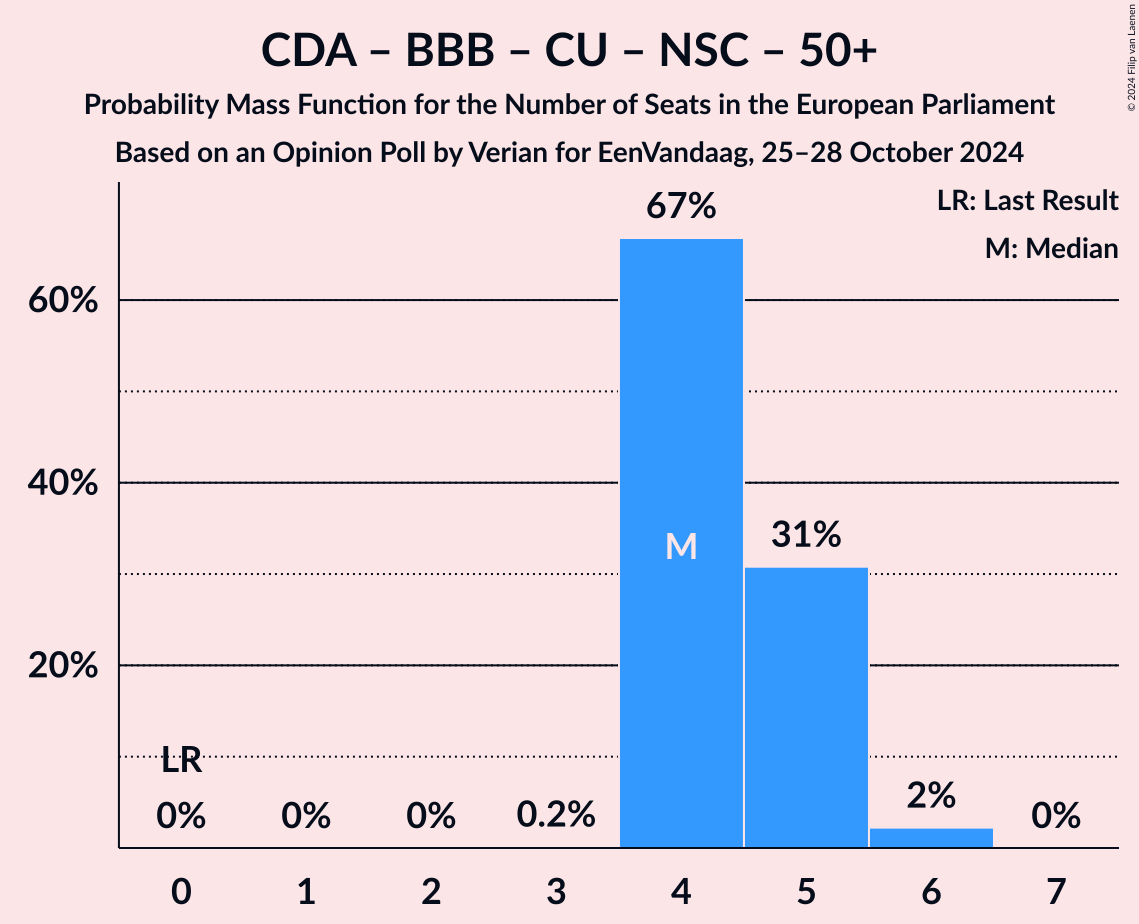 CDA – BBB – CU – NSC – 50+
Probability Mass Function for the Number of Seats in the European Parliament
Based on an Opinion Poll by Verian for EenVandaag, 25–28 October 2024
© 2024 Filip van Laenen
LR: Last Result
M: Median
67%
60%
40%
M
31%
20%
LR
0%
0%
0%
0.2%
2%
0%
0 1 2 3 4 5 6 7